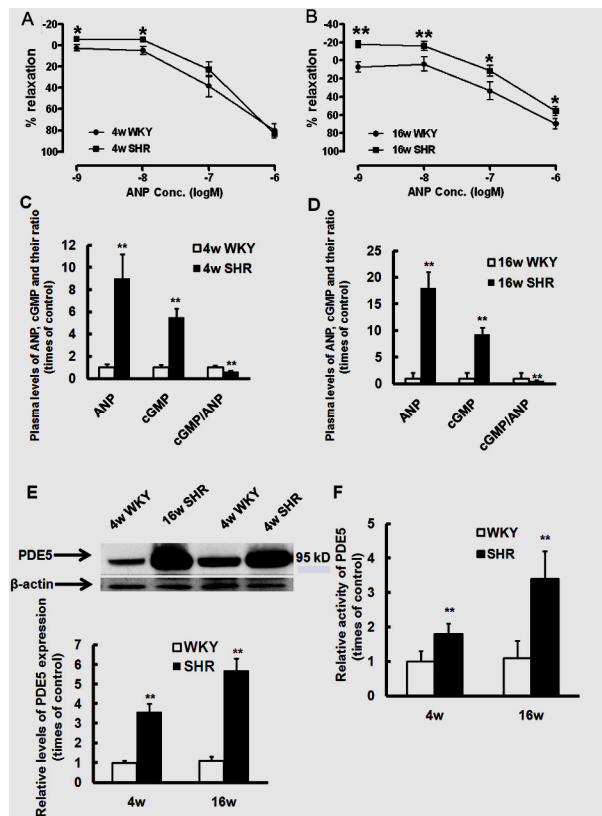 A
B
-20
0
20
40
60
80
100
% relaxation
* *
4w WKY
4w SHR
-9 -8 -7 -6
ANP Conc. (logM)
-20
0
20
40
60
80
100
% relaxation
** ** * *
16w WKY
16w SHR
-9 -8 -7 -6
ANP Conc. (logM)
C
D
Plasma levels of ANP, cGMP and their ratio
(times of control)
12
10
8
6
4
2
0
4w WKY
4w SHR
** ** **
ANP cGMP cGMP/ANP
Plasma levels of ANP, cGMP and their ratio
(times of control)
25
20
15
10
5
0
16w WKY
16w SHR
** ** **
ANP cGMP cGMP/ANP
E
4w WKY 16w SHR 4w WKY 4w SHR
PDE5
95 kD
β-actin
Relative levels of PDE5 expression
(times of control)
7
6
5
4
3
2
1
0
WKY
SHR
** **
4w 16w
F
Relative activity of PDE5
(times of control)
5
4
3
2
1
0
WKY
SHR
** **
4w 16w